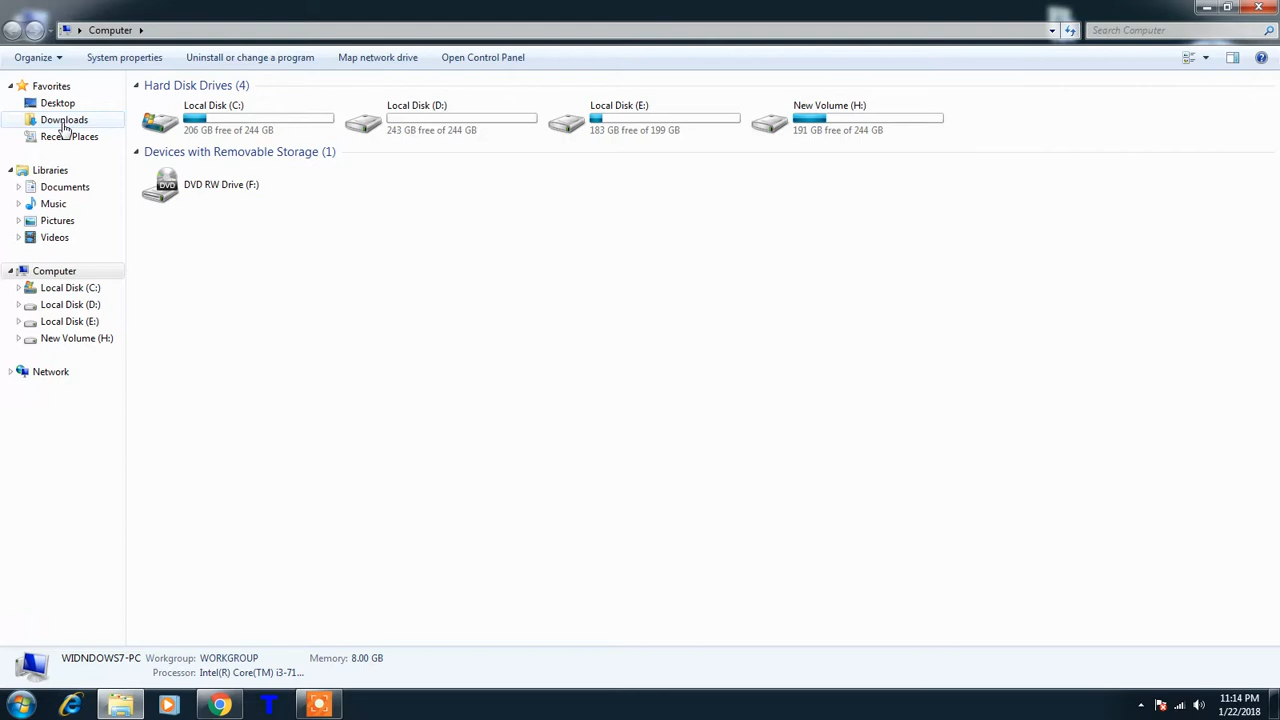 Computer
Search Computer
Organize
System properties
Uninstall or change a program
Map network drive
Open Control Panel
Favorites
Desktop
Downloads
Recent Places
Libraries
Documents
Music
Pictures
Videos
Computer
Local Disk (C:)
Local Disk (D:)
Local Disk (E:)
New Volume (H:)
Network
Hard Disk Drives (4)
Local Disk (C:)
206 GB free of 244 GB
Local Disk (D:)
243 GB free of 244 GB
Local Disk (E:)
183 GB free of 199 GB
New Volume (H:)
191 GB free of 244 GB
Devices with Removable Storage (1)
DVD
DVD RW Drive (F:)
WIDNDOWS7-PC Workgroup: WORKGROUP Memory: 8.00 GB
Processor: Intel(R) Core(TM) i3-71...
11:14 PM
1/22/2018